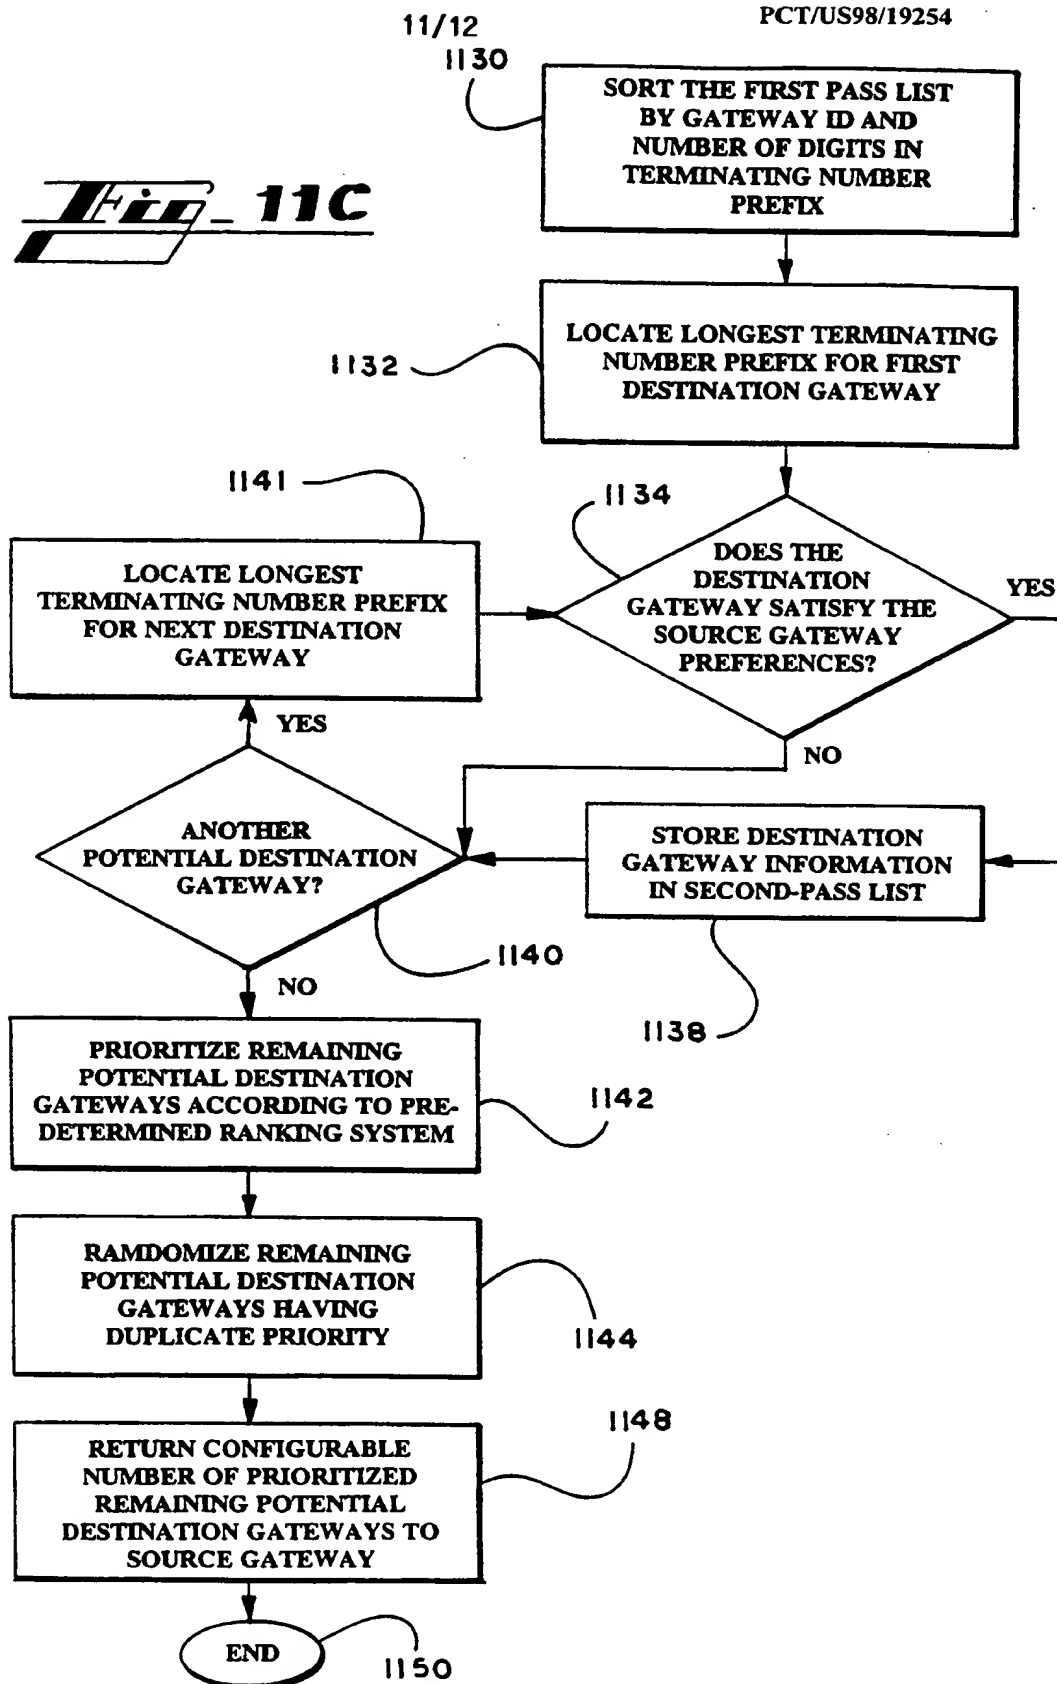 PCT/US98/19254
11/12
1130
SORT THE FIRST PASS LIST
BY GATEWAY ID AND
NUMBER OF DIGITS IN
TERMINATING NUMBER
PREFIX
Fig_ 11C
1132
LOCATE LONGEST TERMINATING
NUMBER PREFIX FOR FIRST
DESTINATION GATEWAY
1141
1134
LOCATE LONGEST
TERMINATING NUMBER PREFIX
FOR NEXT DESTINATION
GATEWAY
DOES THE
DESTINATION
GATEWAY SATISFY THE
SOURCE GATEWAY
PREFERENCES?
YES
YES
NO
ANOTHER
POTENTIAL DESTINATION
GATEWAY?
STORE DESTINATION
GATEWAY INFORMATION
IN SECOND-PASS LIST
1140
NO
1138
PRIORITIZE REMAINING
POTENTIAL DESTINATION
GATEWAYS ACCORDING TO PRE-
DETERMINED RANKING SYSTEM
1142
RAMDOMIZE REMAINING
POTENTIAL DESTINATION
GATEWAYS HAVING
DUPLICATE PRIORITY
1144
RETURN CONFIGURABLE
NUMBER OF PRIORITIZED
REMAINING POTENTIAL
DESTINATION GATEWAYS TO
SOURCE GATEWAY
1148
END
1150